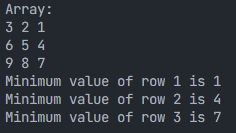 Array:
3 2 1
6 5 4
9 8 7
Minimum value of row 1 is 1
Minimum value of row 2 is 4
Minimum value of row 3 is 7